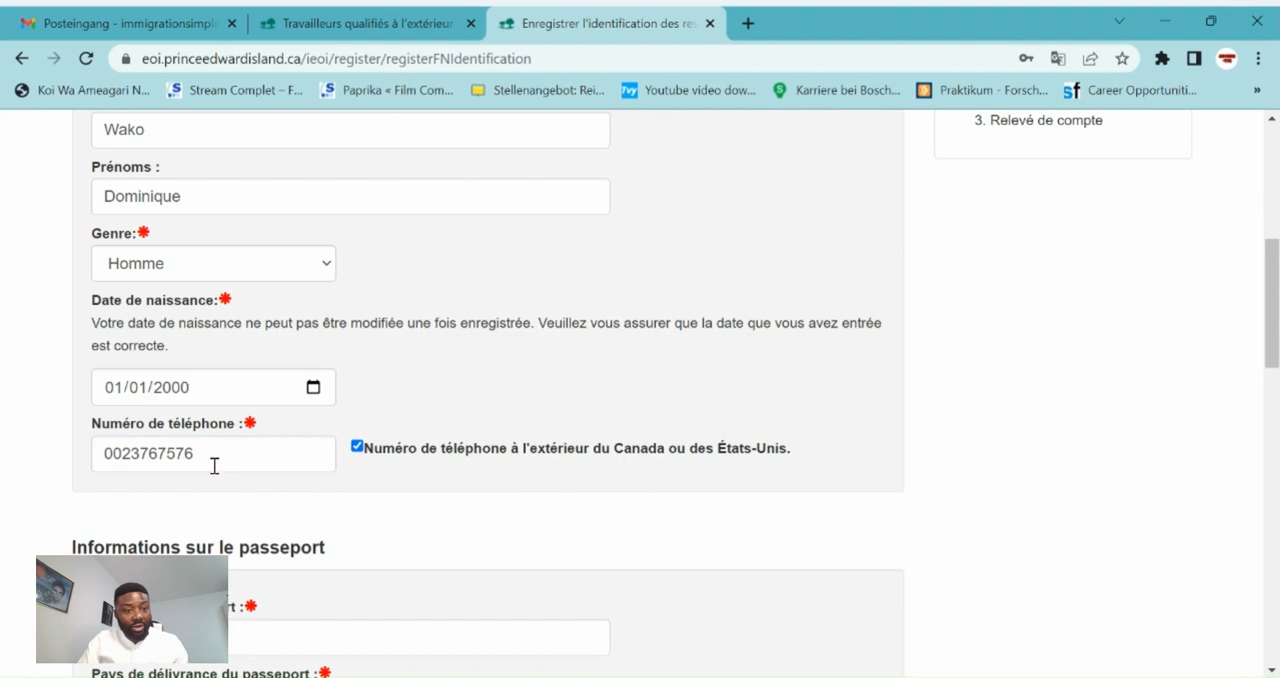 Posteingang - immigrationsimple
Travailleurs qualifiés à l'extérieur
Enregistrer l'identification des res
eoi.princeedwardisland.ca/ieoi/register/registerFNIdentification
Koi Wa Ameagari N...
Stream Complet – F...
Paprika « Film Com...
Stellenangebot: Rei...
Youtube video dow...
Karriere bei Bosch...
Praktikum - Forsch...
Career Opportuniti...
»
Wako
3. Relevé de compte
Prénoms :
Dominique
Genre:
Homme
Date de naissance:
Votre date de naissance ne peut pas être modifiée une fois enregistrée. Veuillez vous assurer que la date que vous avez entrée
est correcte.
01/01/2000
Numéro de téléphone :
0023767576
Numéro de téléphone à l'extérieur du Canada ou des États-Unis.
Informations sur le passeport
rt :
Pays de délivrance du passeport :